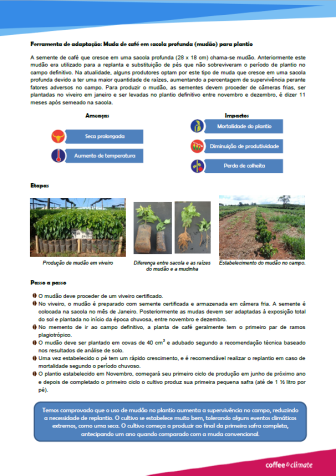 Ferramenta de adaptação: Muda de café em sacola profunda (mudão) para plantio
A semente de café que cresce em uma sacola profunda (28 x 18 cm) chama-se mudão. Anteriormente este
mudão era utilizado para a replanta e substituição de pés que não sobreviveram o período de plantio no
campo definitivo. Na atualidade, alguns produtores optam por este tipo de muda que cresce em uma sacola
profunda devido a ter uma maior quantidade de raízes, aumentando a percentagem de supervivência perante
fatores adversos no campo. Para produzir o mudão, as sementes devem proceder de câmeras frias, ser
plantadas no viveiro em janeiro e ser levadas no plantio definitivo entre novembro e dezembro, é dizer 11
meses após semeado na sacola.
Ameaça:
Impactos:
Seca prolongada
Mortalidade do plantio
Aumento de temperatura
Diminuição de produtividade
Perda de colheita
Etapas:
Produção de mudão em viveiro
Diferença entre sacola e as raízes
do mudão e a mudinha
Estabelecimento do mudão no campo.
Passo a passo
O mudão deve proceder de um viveiro certificado.
No viveiro, o mudão é preparado com semente certificada e armazenada em câmera fria. A semente é
colocada na sacola no mês de Janeiro. Posteriormente as mudas devem ser adaptadas à exposição total
do sol e plantada no início da época chuvosa, entre novembro e dezembro.
No memento de ir ao campo definitivo, a planta de café geralmente tem o primeiro par de ramos
plagiotrópico.
O mudão deve ser plantado em covas de 40 cm³ e adubado segundo a recomendação técnica baseado
nos resultados de análise do solo.
Uma vez estabelecido o pé tem um rápido crescimento, e é recomendável realizar o replantio em caso de
mortalidade segundo o período chuvoso.
O plantio estabelecido em Novembro, começará seu primeiro ciclo de produção em junho de próximo ano
e depois de completado o primeiro ciclo o cultivo produz sua primeira pequena safra (até de 1 ½ litro por
pé).
Temos comprovado que o uso de mudão no plantio aumenta a supervivência no campo, reduzindo
a necesidade de replantio. O cultivo se estabelece muito bem, tolerando alguns eventos climáticos
extremos, como uma seca. O cultivo começa a produzir ao final da primeira safra completa,
antecipando um ano quando comparado com a muda convencional.
coffee&climate